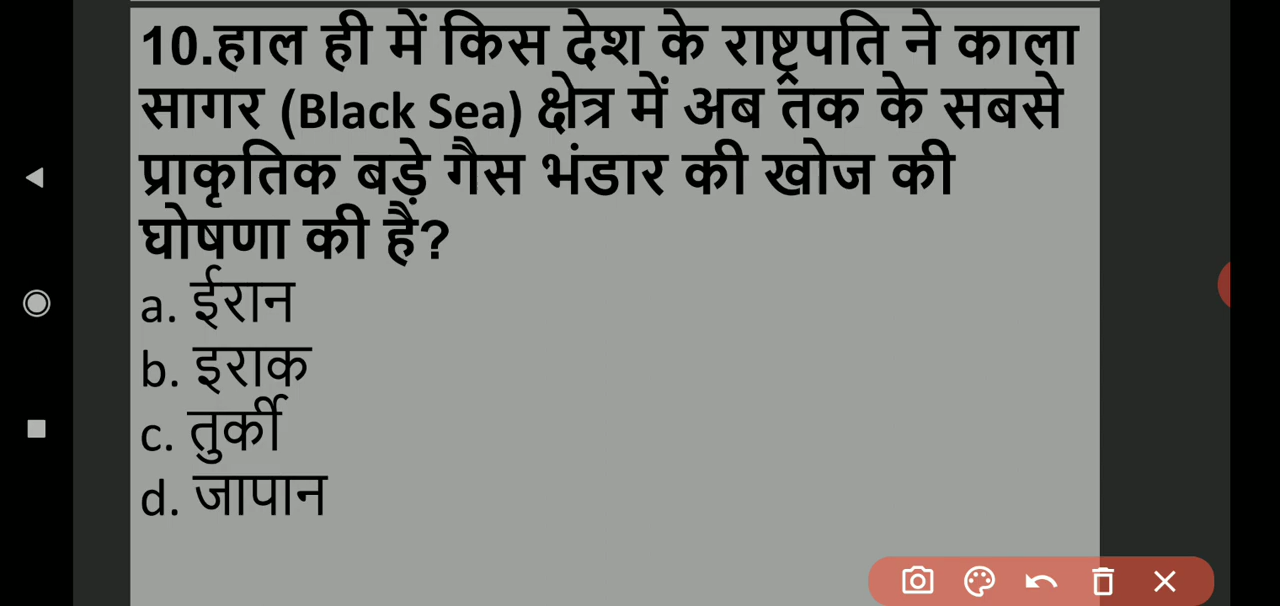 10.हाल ही में किस देश के राष्ट्रपति ने काला
सागर (Black Sea) क्षेत्र में अब तक के सबसे
प्राकृतिक बड़े गैस भंडार की खोज की
घोषणा की है?
a. ईरान
b. इराक
c. तुर्की
d. जापान